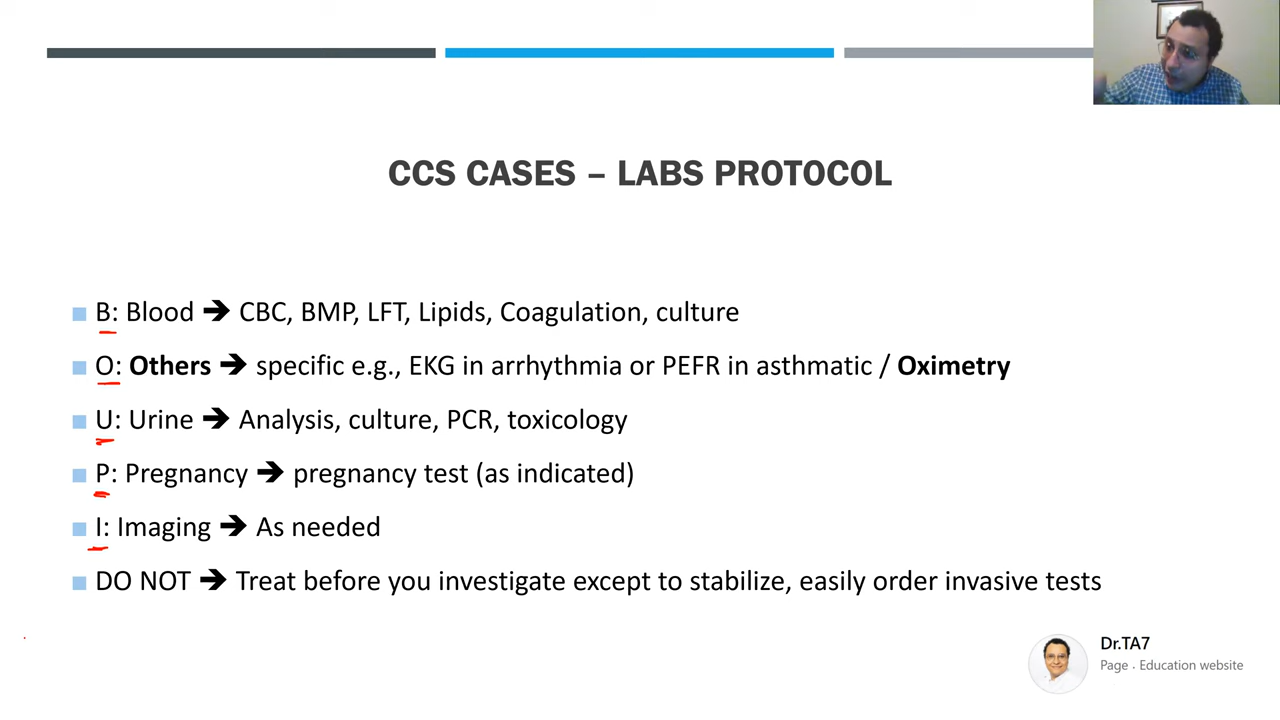 CCS CASES – LABS PROTOCOL
B: Blood ➔ CBC, BMP, LFT, Lipids, Coagulation, culture
O: Others ➔ specific e.g., EKG in arrhythmia or PEFR in asthmatic / Oximetry
U: Urine ➔ Analysis, culture, PCR, toxicology
P: Pregnancy ➔ pregnancy test (as indicated)
I: Imaging ➔ As needed
DO NOT ➔ Treat before you investigate except to stabilize, easily order invasive tests
Dr.TA7
Page · Education website